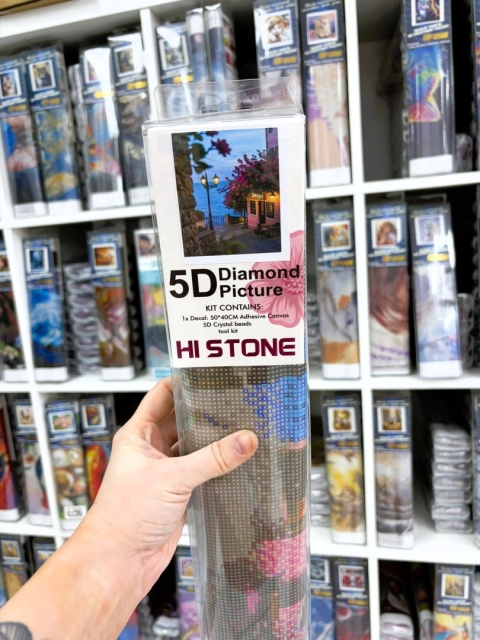 5D Diamond
Picture
KIT CONTAINS:
1x Decal: 50*40CM Adhesive Canvas
5D Crystal beads
tool kit
HI STONE